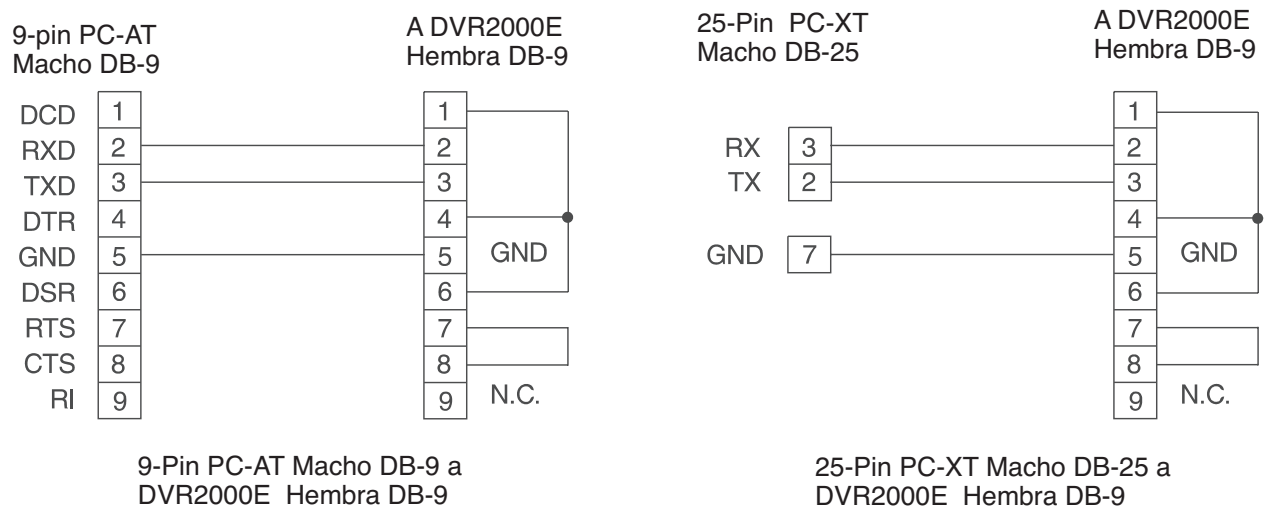 9-pin PC-AT
Macho DB-9
A DVR2000E
Hembra DB-9
DCD 1 1
RXD 2 2
TXD 3 3
DTR 4 4
GND 5 5 GND
DSR 6 6
RTS 7 7
CTS 8 8
RI 9 9 N.C.
9-Pin PC-AT Macho DB-9 a
DVR2000E Hembra DB-9
25-Pin PC-XT
Macho DB-25
A DVR2000E
Hembra DB-9
1
RX 3 2
TX 2 3
4
GND 7 5 GND
6
7
8
9 N.C.
25-Pin PC-XT Macho DB-25 a
DVR2000E Hembra DB-9